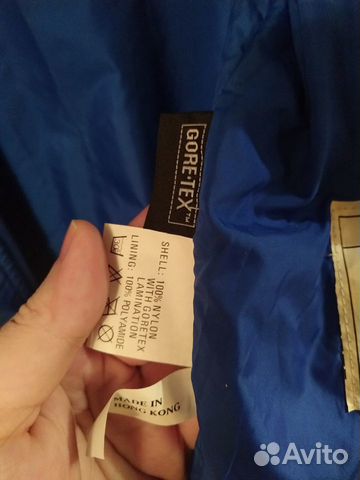 GORE-TEX™
SHELL: 100% NYLON
WITH GORETEX
LAMINATION
LINING: 100% POLYAMIDE
MADE IN
HONG KONG
Avito